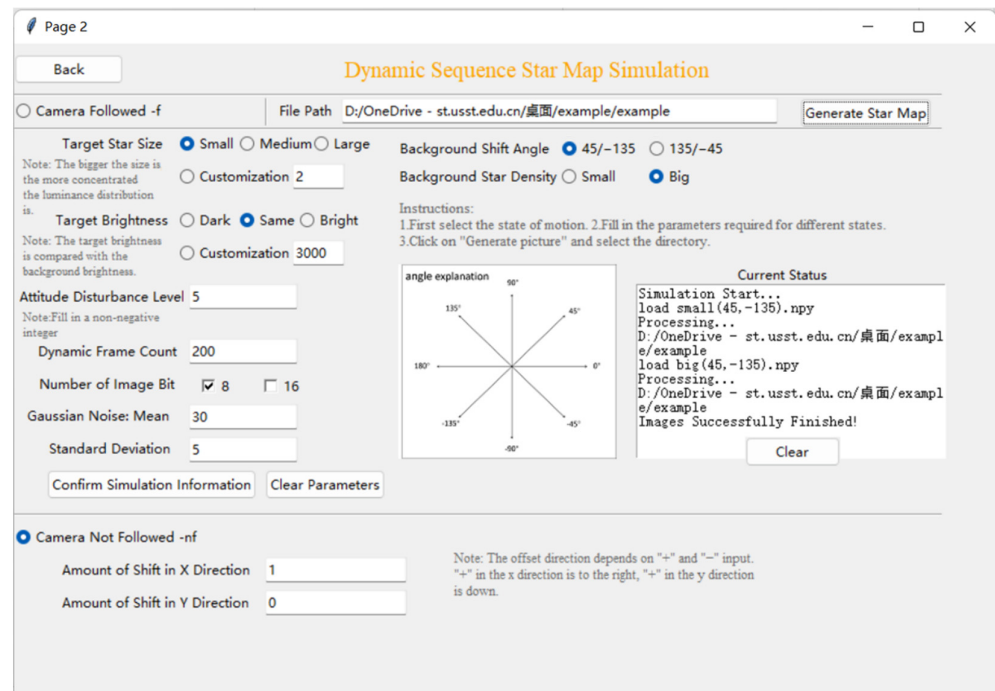 Page 2
Back
Dynamic Sequence Star Map Simulation
Camera Followed -f
File Path D:/OneDrive - st.usst.edu.cn/桌面/example/example
Generate Star Map
Target Star Size Small Medium Large
Note: The bigger the size is
the more concentrated
the luminance distribution
is.
Customization 2
Target Brightness Dark Same Bright
Note: The target brightness
is compared with the
background brightness.
Customization 3000
Attitude Disturbance Level 5
Note:Fill in a non-negative
integer
Dynamic Frame Count 200
Number of Image Bit 8 16
Gaussian Noise: Mean 30
Standard Deviation 5
Confirm Simulation Information Clear Parameters
Background Shift Angle 45/−135 135/−45
Background Star Density Small Big
Instructions:
1.First select the state of motion. 2.Fill in the parameters required for different states.
3.Click on "Generate picture" and select the directory.
angle explanation
90°
135° 45°
180° 0°
-135° -45°
-90°
Current Status
Simulation Start...
load small(45,-135).npy
Processing...
D:/OneDrive - st.usst.edu.cn/桌面/exampl
e/example
load big(45,-135).npy
Processing...
D:/OneDrive - st.usst.edu.cn/桌面/exampl
e/example
Images Successfully Finished!
Clear
Camera Not Followed -nf
Amount of Shift in X Direction 1
Amount of Shift in Y Direction 0
Note: The offset direction depends on "+" and "−" input.
"+" in the x direction is to the right, "+" in the y direction
is down.